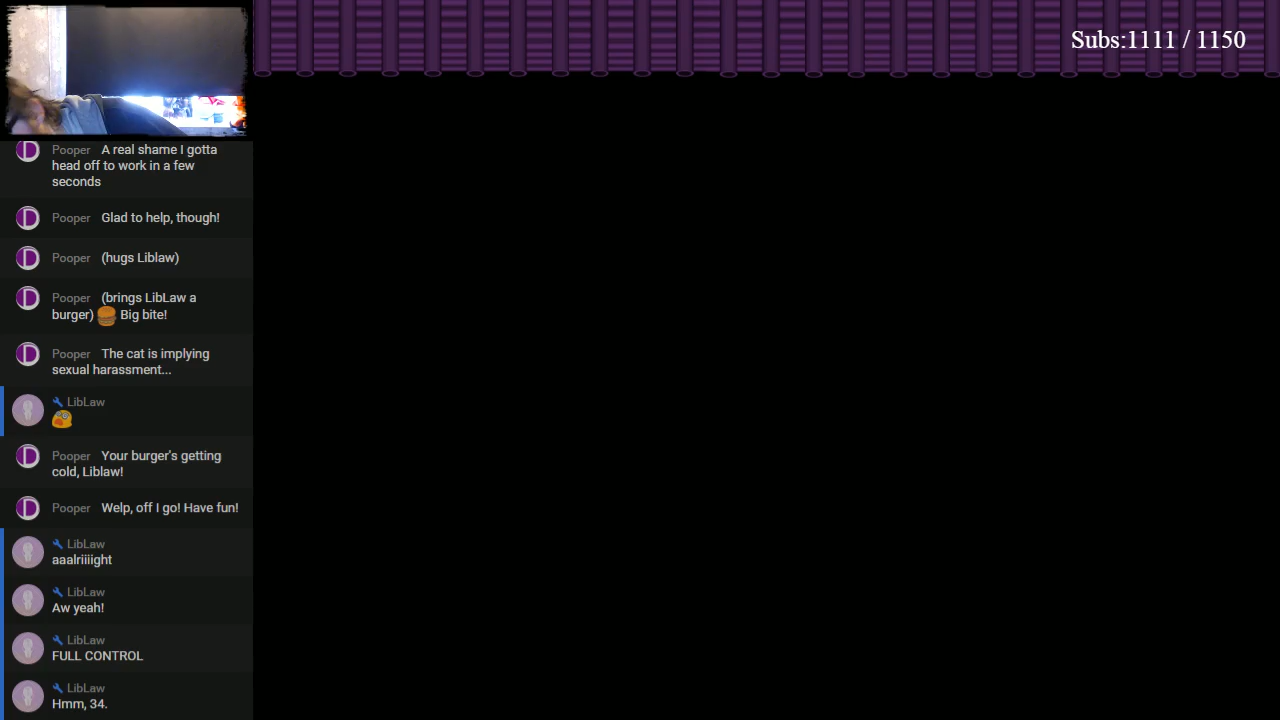 Subs:1111 / 1150
Pooper A real shame I gotta
head off to work in a few
seconds
Pooper Glad to help, though!
Pooper (hugs Liblaw)
Pooper (brings LibLaw a
burger) Big bite!
Pooper The cat is implying
sexual harassment...
LibLaw
Pooper Your burger's getting
cold, Liblaw!
Pooper Welp, off I go! Have fun!
LibLaw
aaalriiiight
LibLaw
Aw yeah!
LibLaw
FULL CONTROL
LibLaw
Hmm, 34.